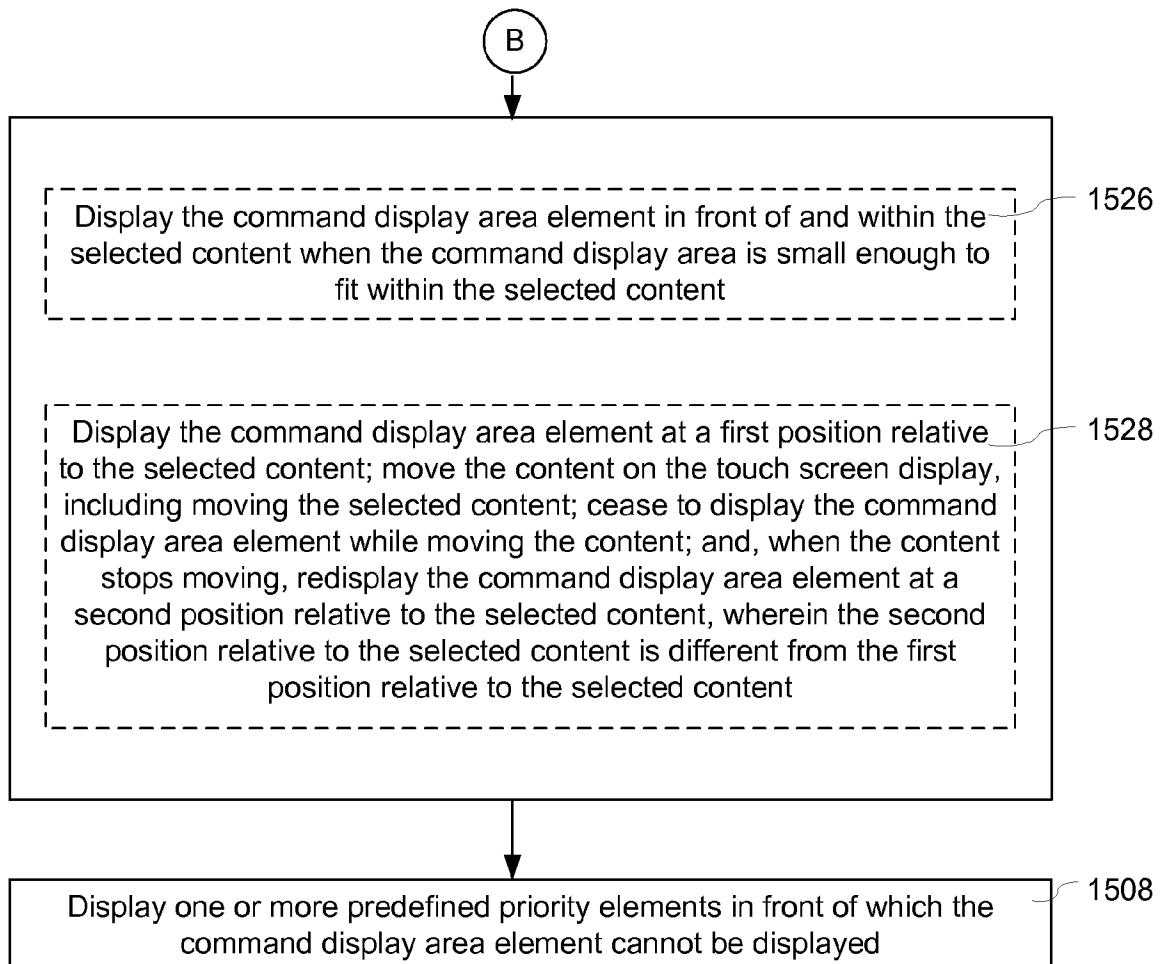 B
Display the command display area element in front of and within the
selected content when the command display area is small enough to
fit within the selected content
1526
Display the command display area element at a first position relative
to the selected content; move the content on the touch screen display,
including moving the selected content; cease to display the command
display area element while moving the content; and, when the content
stops moving, redisplay the command display area element at a
second position relative to the selected content, wherein the second
position relative to the selected content is different from the first
position relative to the selected content
1528
Display one or more predefined priority elements in front of which the
command display area element cannot be displayed
1508